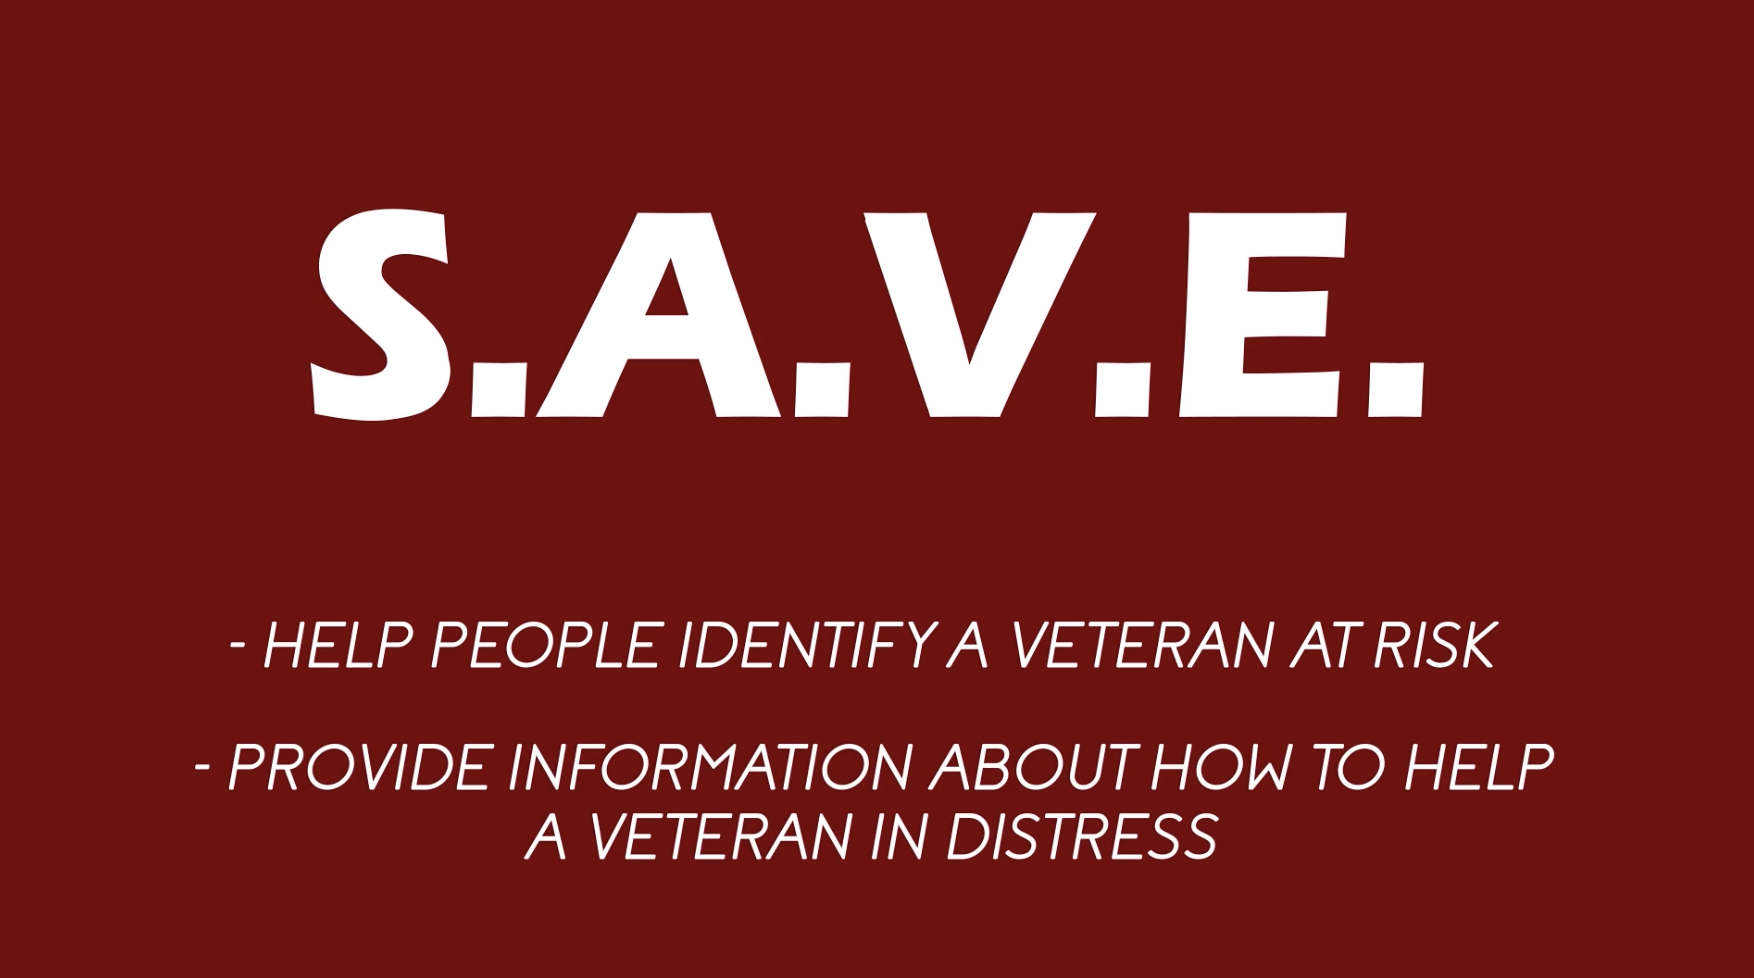 S.A.V.E.
- HELP PEOPLE IDENTIFY A VETERAN AT RISK
- PROVIDE INFORMATION ABOUT HOW TO HELP
A VETERAN IN DISTRESS